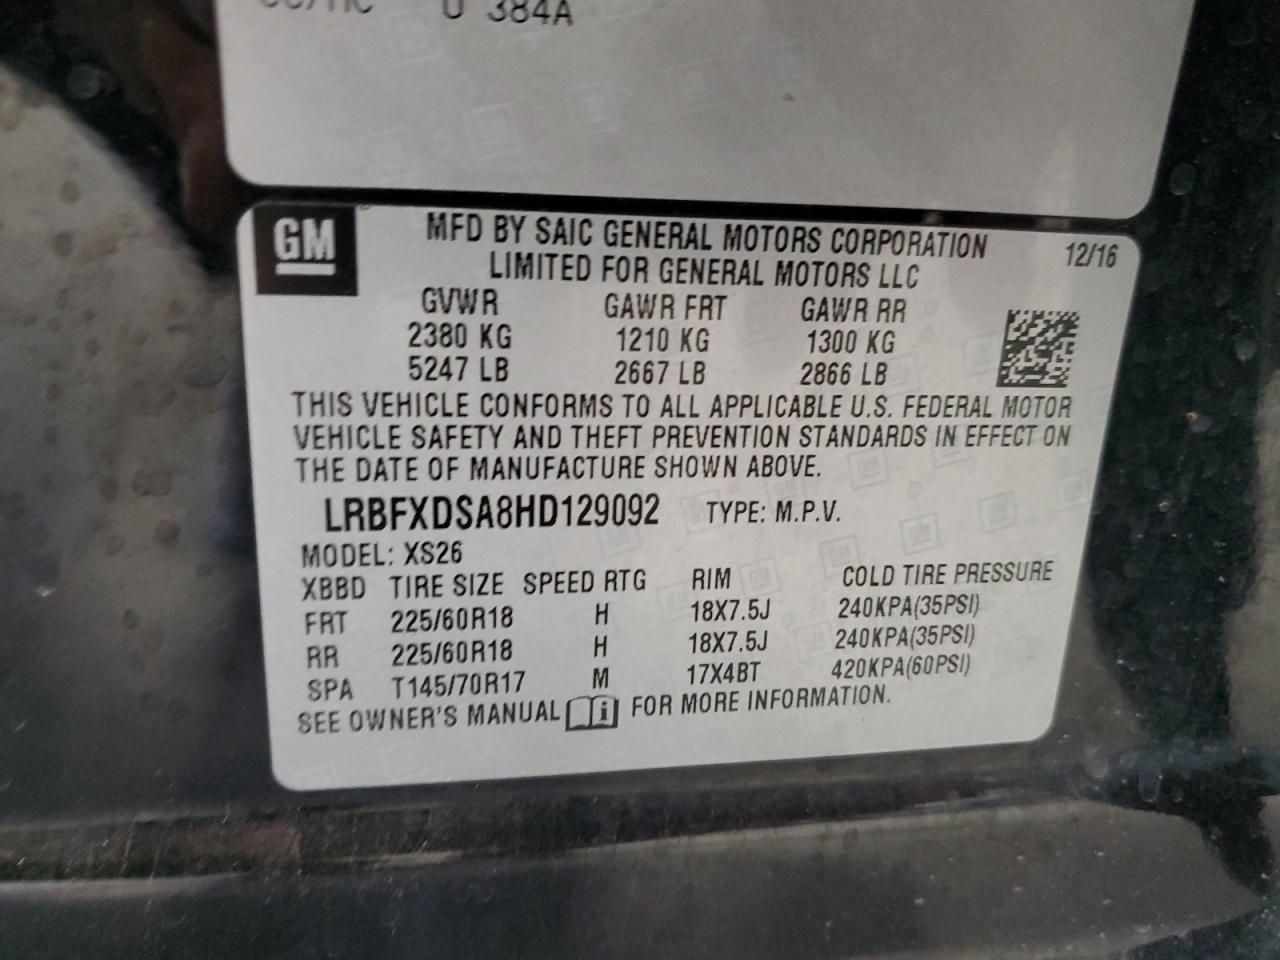 384A
GM
MFD BY SAIC GENERAL MOTORS CORPORATION
LIMITED FOR GENERAL MOTORS LLC
12/16
GVWR GAWR FRT GAWR RR
2380 KG 1210 KG 1300 KG
5247 LB 2667 LB 2866 LB
THIS VEHICLE CONFORMS TO ALL APPLICABLE U.S. FEDERAL MOTOR
VEHICLE SAFETY AND THEFT PREVENTION STANDARDS IN EFFECT ON
THE DATE OF MANUFACTURE SHOWN ABOVE.
LRBFXDSA8HD129092 TYPE: M.P.V.
MODEL: XS26
XBBD TIRE SIZE SPEED RTG RIM COLD TIRE PRESSURE
FRT 225/60R18 H 18X7.5J 240KPA(35PSI)
RR 225/60R18 H 18X7.5J 240KPA(35PSI)
SPA T145/70R17 M 17X4BT 420KPA(60PSI)
SEE OWNER'S MANUAL i FOR MORE INFORMATION.